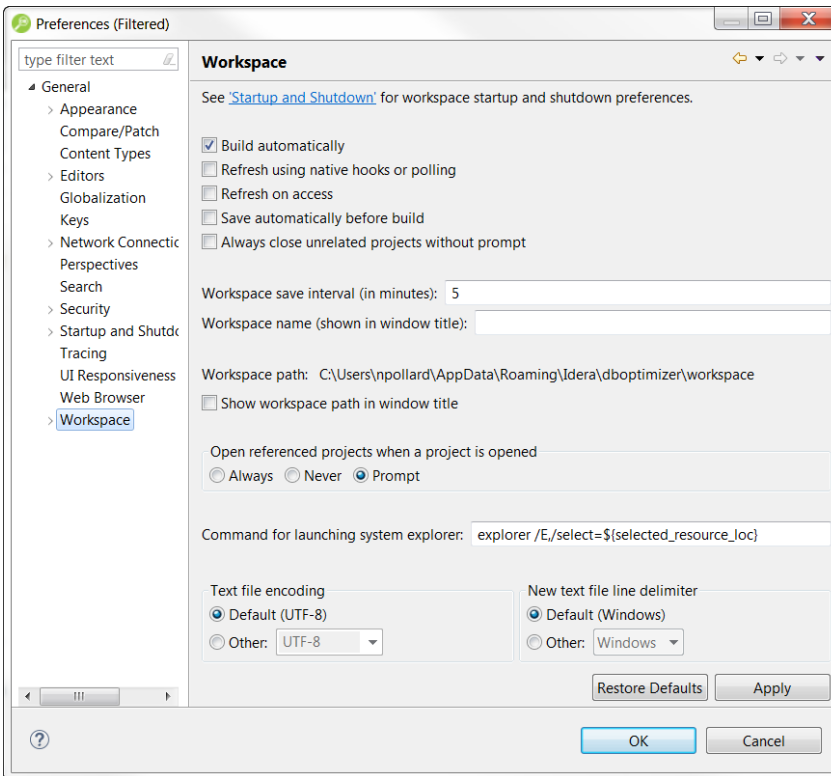 Preferences (Filtered)
type filter text
General
Appearance
Compare/Patch
Content Types
Editors
Globalization
Keys
Network Connectic
Perspectives
Search
Security
Startup and Shutdc
Tracing
UI Responsiveness
Web Browser
Workspace
Workspace
See 'Startup and Shutdown' for workspace startup and shutdown preferences.
Build automatically
Refresh using native hooks or polling
Refresh on access
Save automatically before build
Always close unrelated projects without prompt
Workspace save interval (in minutes): 5
Workspace name (shown in window title):
Workspace path: C:\Users\npollard\AppData\Roaming\Idera\dboptimizer\workspace
Show workspace path in window title
Open referenced projects when a project is opened
Always Never Prompt
Command for launching system explorer: explorer /E,/select=${selected_resource_loc}
Text file encoding
Default (UTF-8)
Other: UTF-8
New text file line delimiter
Default (Windows)
Other: Windows
Restore Defaults Apply
OK Cancel